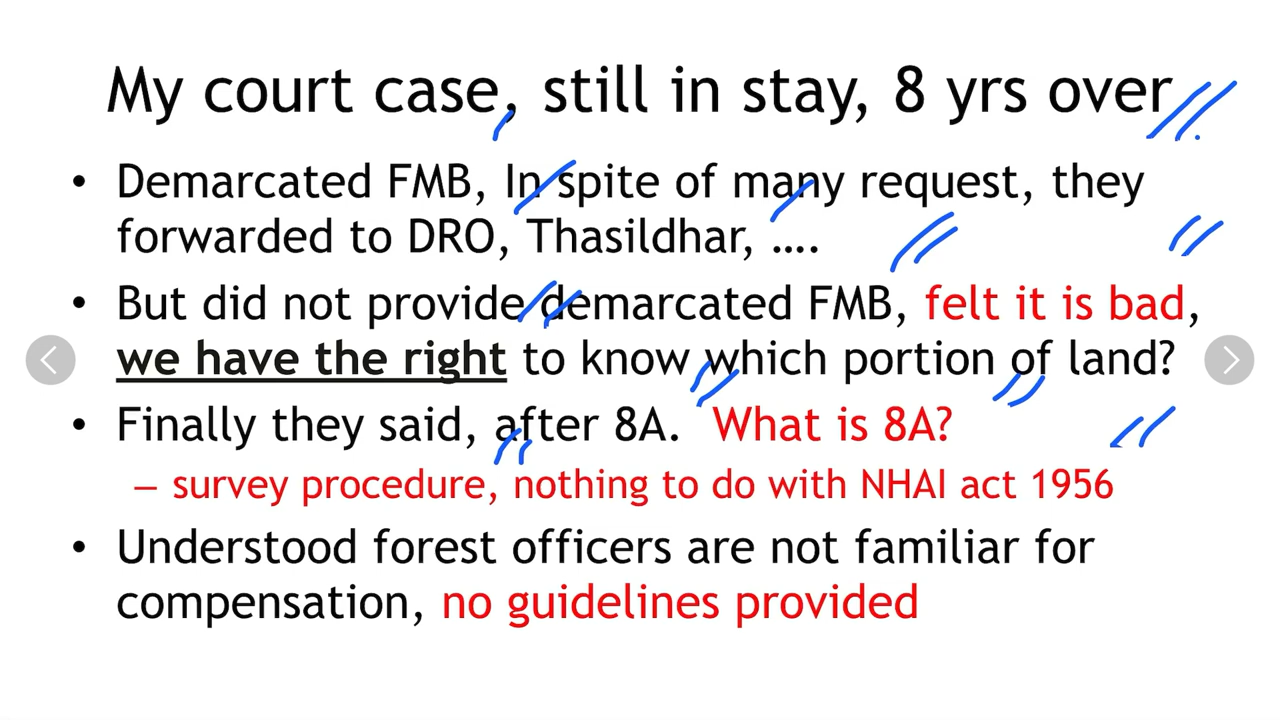 My court case, still in stay, 8 yrs over
• Demarcated FMB, In spite of many request, they
forwarded to DRO, Thasildhar, ....
• But did not provide demarcated FMB, felt it is bad,
we have the right to know which portion of land?
• Finally they said, after 8A. What is 8A?
– survey procedure, nothing to do with NHAI act 1956
• Understood forest officers are not familiar for
compensation, no guidelines provided